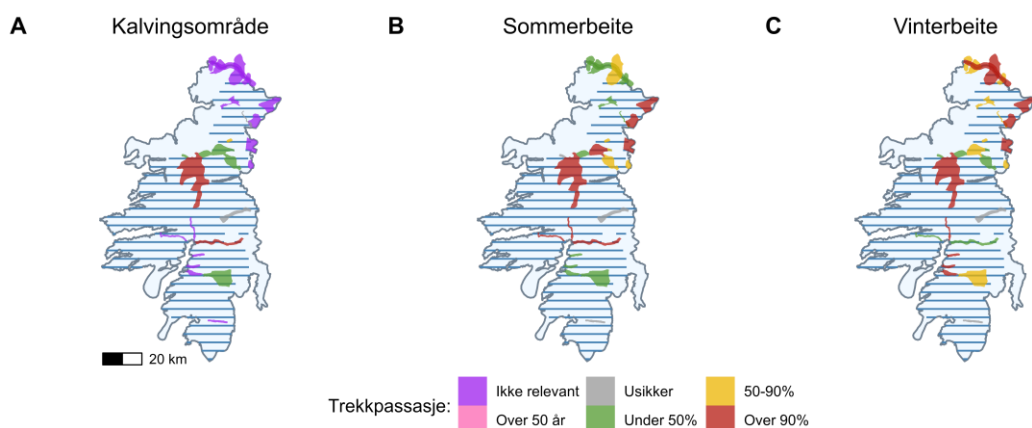 A Kalvingsområde
B Sommerbeite
C Vinterbeite
20 km
Trekkpassasje:
Ikke relevant Usikker 50-90%
Over 50 år Under 50% Over 90%